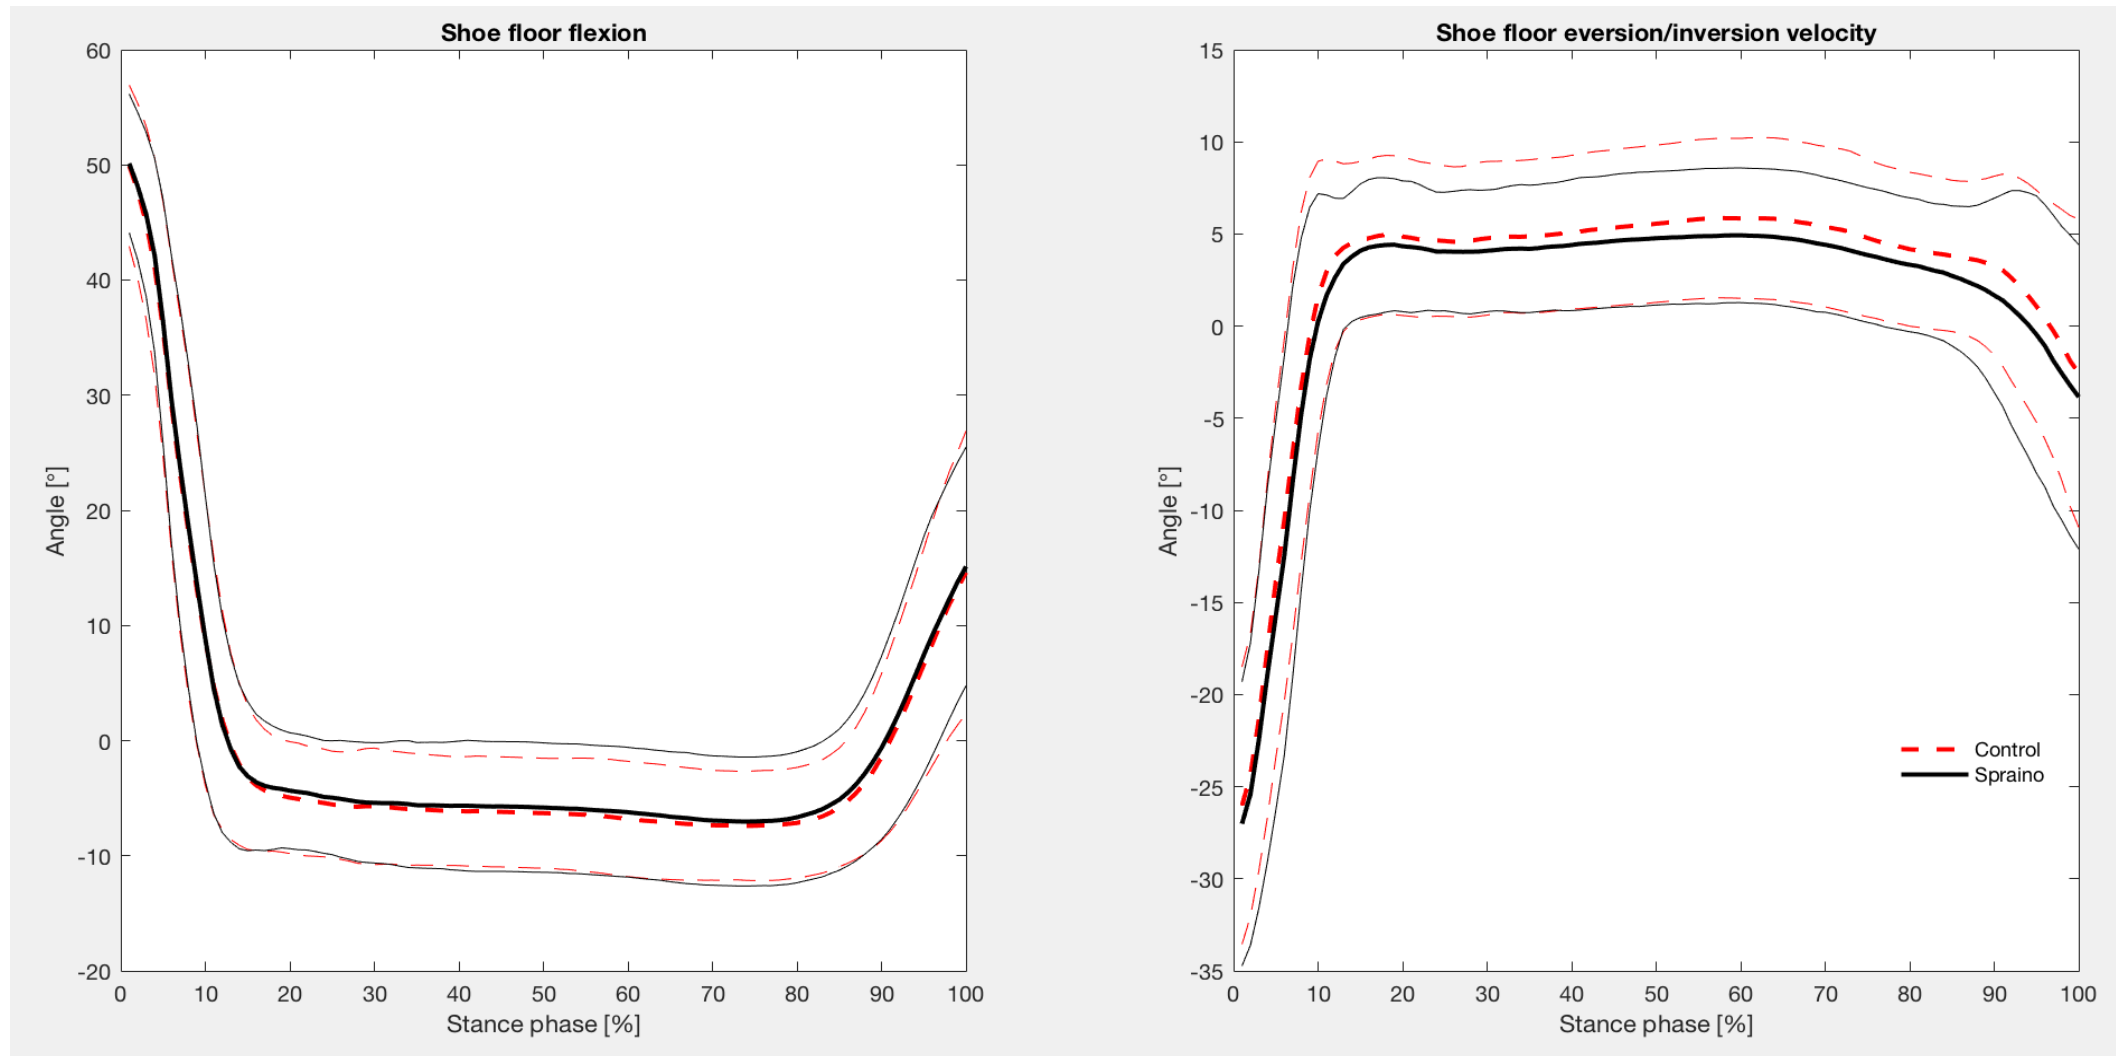 Shoe floor flexion
60
50
40
30
20
10
0
-10
-20
Angle [°]
0 10 20 30 40 50 60 70 80 90 100
Stance phase [%]
Shoe floor eversion/inversion velocity
15
10
5
0
-5
-10
-15
-20
-25
-30
-35
Angle [°]
Control
Spraino
0 10 20 30 40 50 60 70 80 90 100
Stance phase [%]